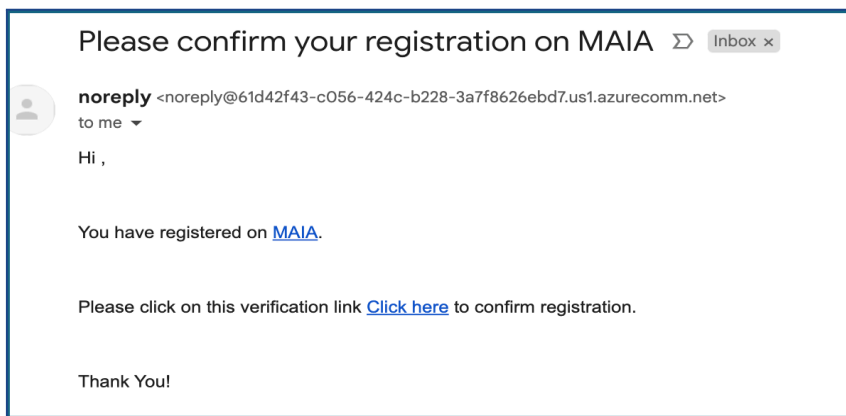 Please confirm your registration on MAIA Inbox ×
noreply <noreply@61d42f43-c056-424c-b228-3a7f8626ebd7.us1.azurecomm.net>
to me
Hi ,
You have registered on MAIA.
Please click on this verification link Click here to confirm registration.
Thank You!